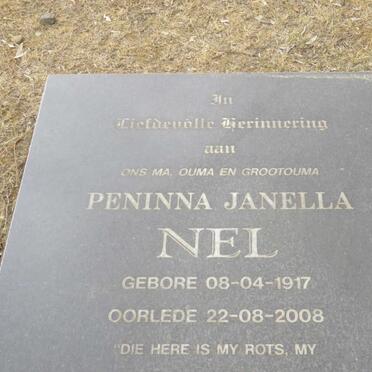 In
Liefdevolle Herinnering
aan
ONS MA, OUMA EN GROOTOUMA
PENINNA JANELLA
NEL
GEBORE 08-04-1917
OORLEDE 22-08-2008
"DIE HERE IS MY ROTS, MY